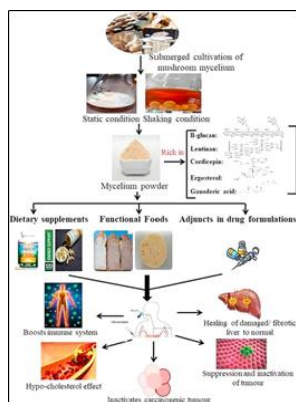 Submerged cultivation of
mushroom mycelium
Static condition Shaking condition
Rich in
B-glucan:
Lentinan:
Cordicepin:
Ergosterol:
Ganoderic acid:
Mycelium powder
Dietary supplements Functional Foods Adjuncts in drug formulations
Boosts immune system
Healing of damaged/ fibrotic
liver to normal
Hypo-cholesterol effect
Suppression and inactivation
of tumour
Inactivates carcinogenic tumour